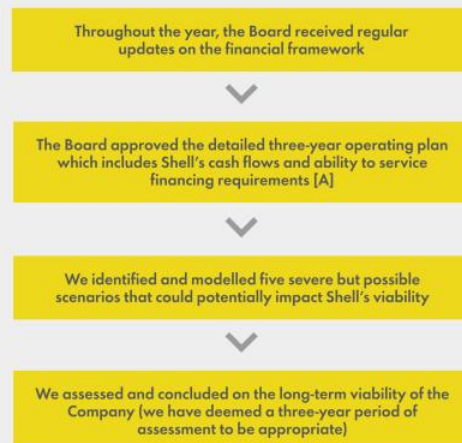 Throughout the year, the Board received regular
updates on the financial framework
The Board approved the detailed three-year operating plan
which includes Shell's cash flows and ability to service
financing requirements [A]
We identified and modelled five severe but possible
scenarios that could potentially impact Shell's viability
We assessed and concluded on the long-term viability of the
Company (we have deemed a three-year period of
assessment to be appropriate)